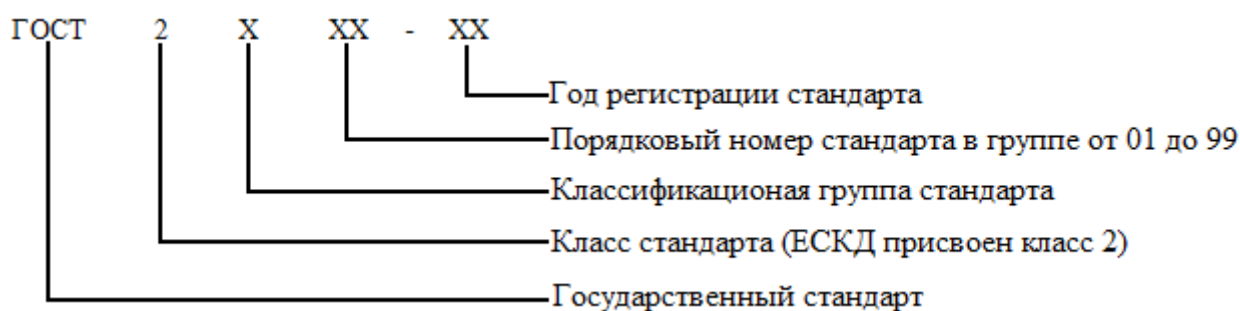 ГОСТ 2 Х ХХ - ХХ
Год регистрации стандарта
Порядковый номер стандарта в группе от 01 до 99
Классификационая группа стандарта
Класс стандарта (ЕСКД присвоен класс 2)
Государственный стандарт